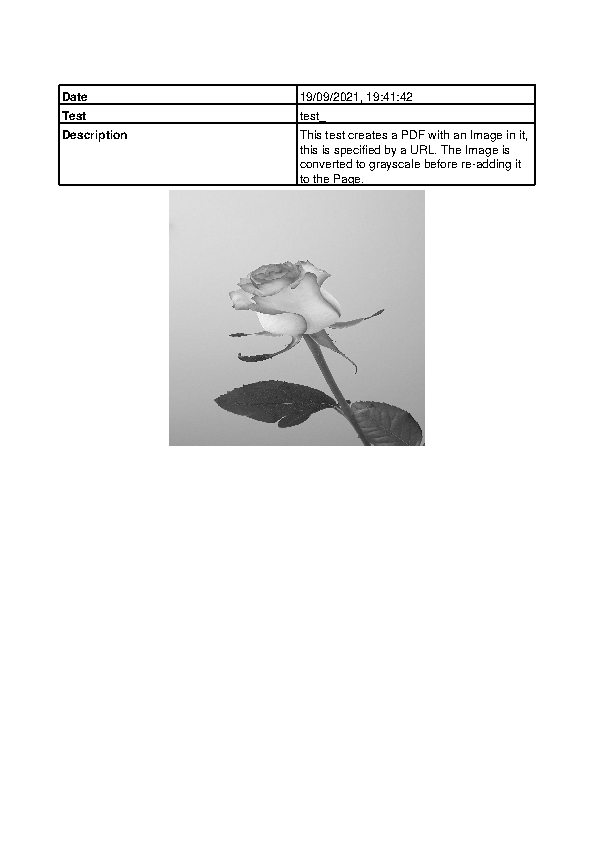 Date 19/09/2021, 19:41:42
Test test_
Description This test creates a PDF with an Image in it,
this is specified by a URL. The Image is
converted to grayscale before re-adding it
to the Page.